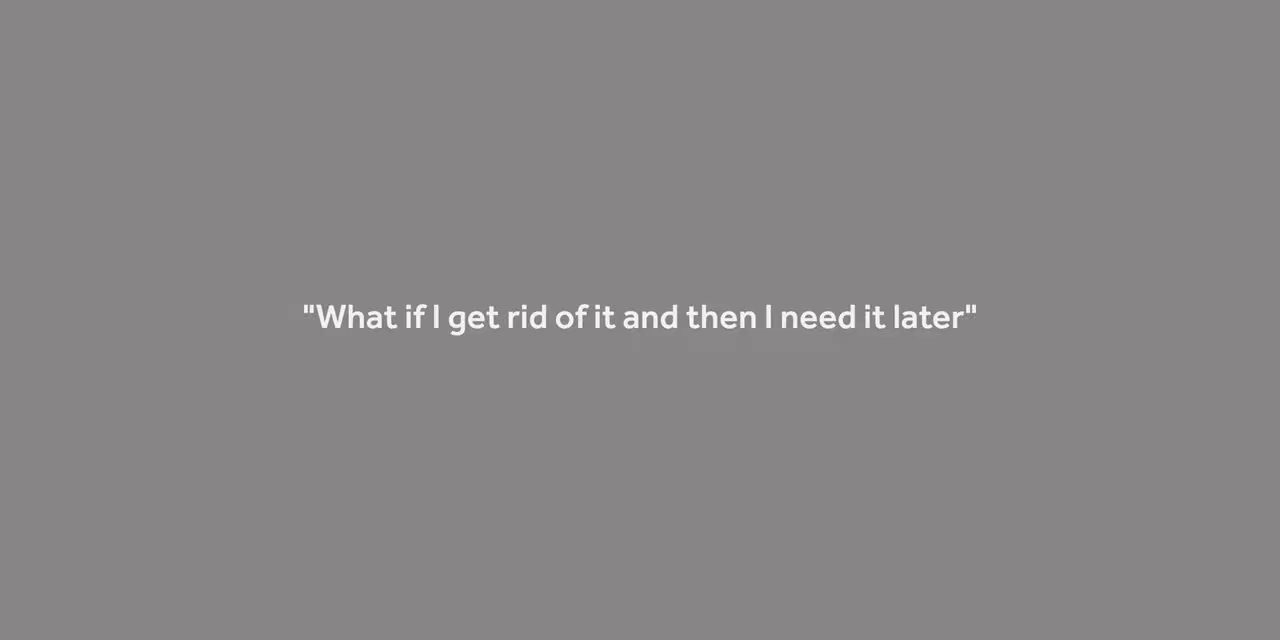 "What if I get rid of it and then I need it later"